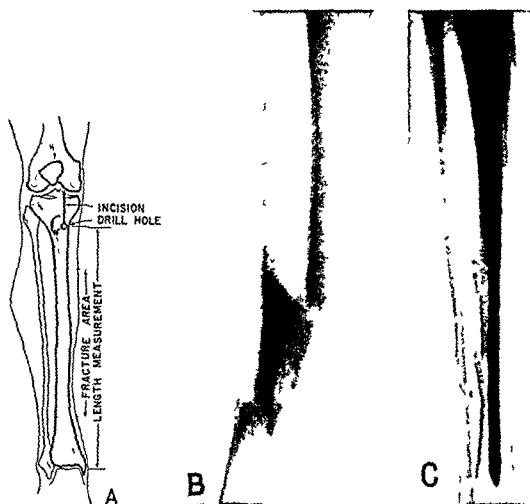 INCISION
DRILL HOLE
FRACTURE AREA
LENGTH MEASUREMENT
A
B
C